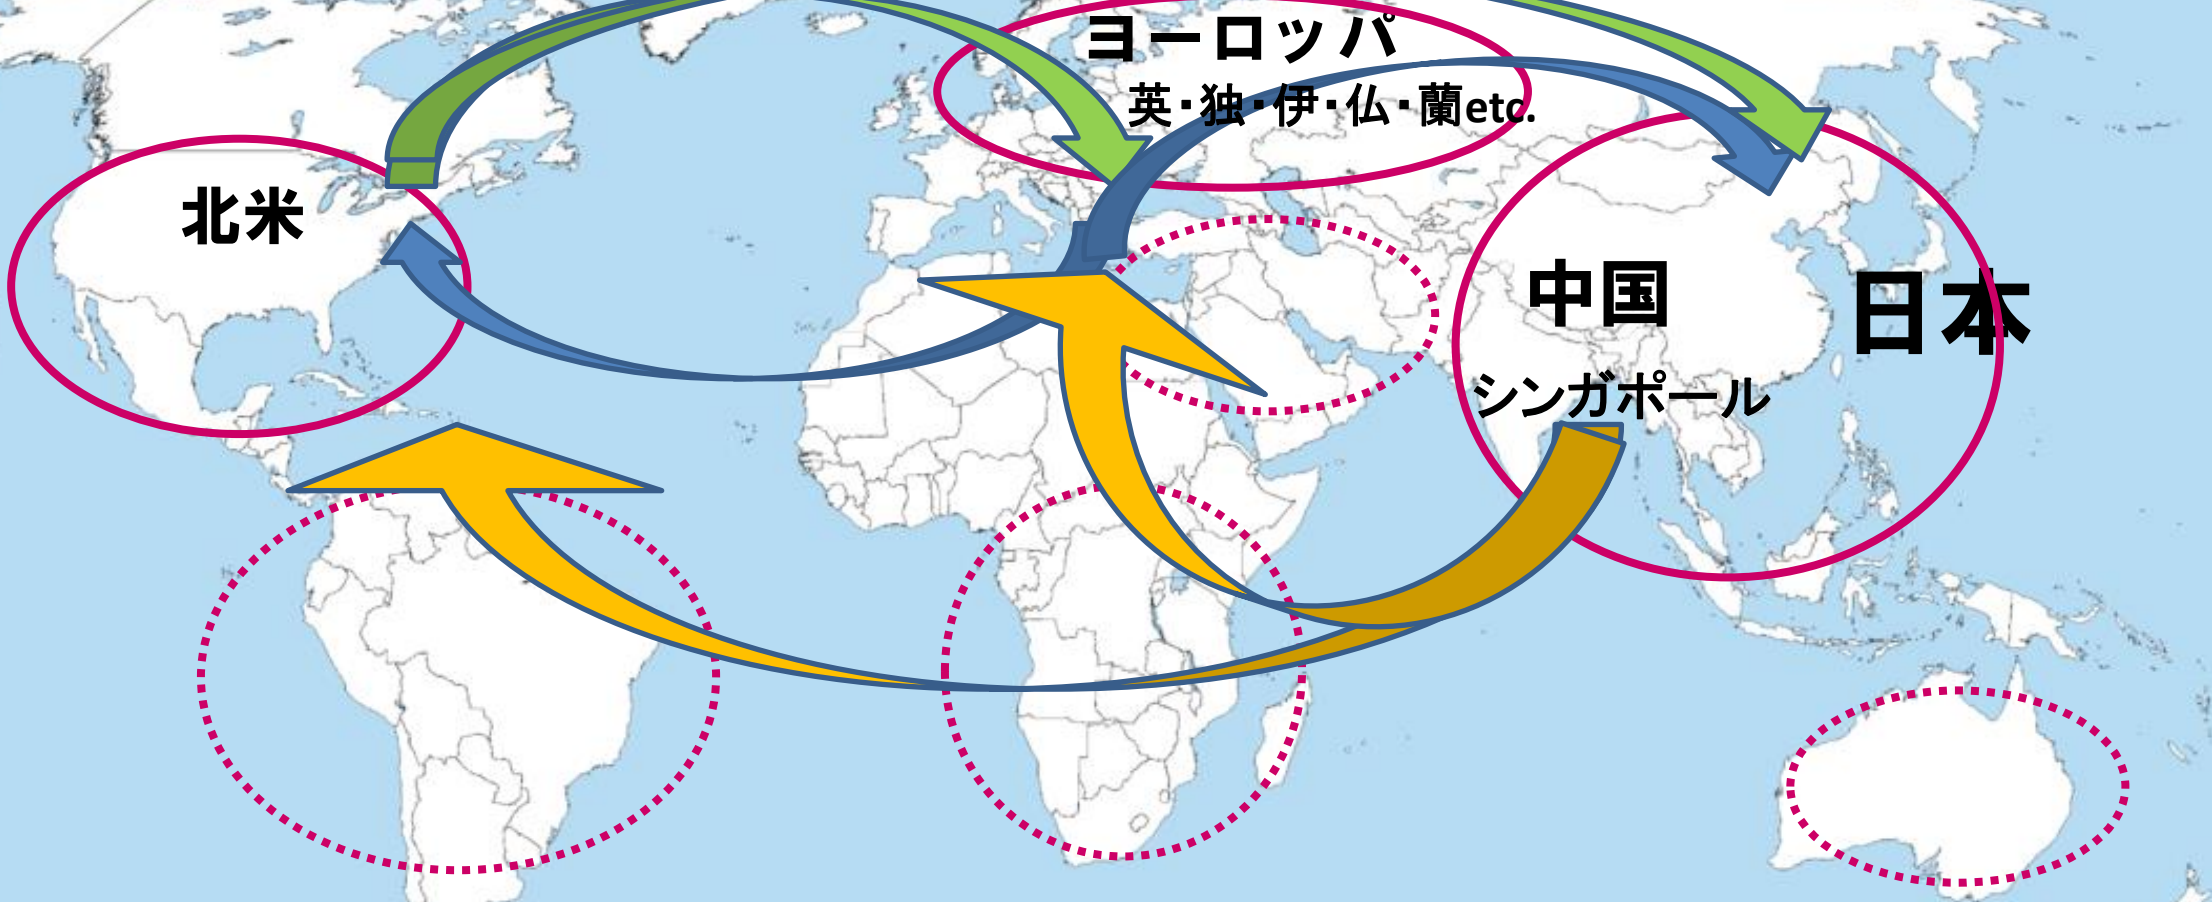 ヨーロッパ
英・独・伊・仏・蘭etc.
北米
中国
日本
シンガポール